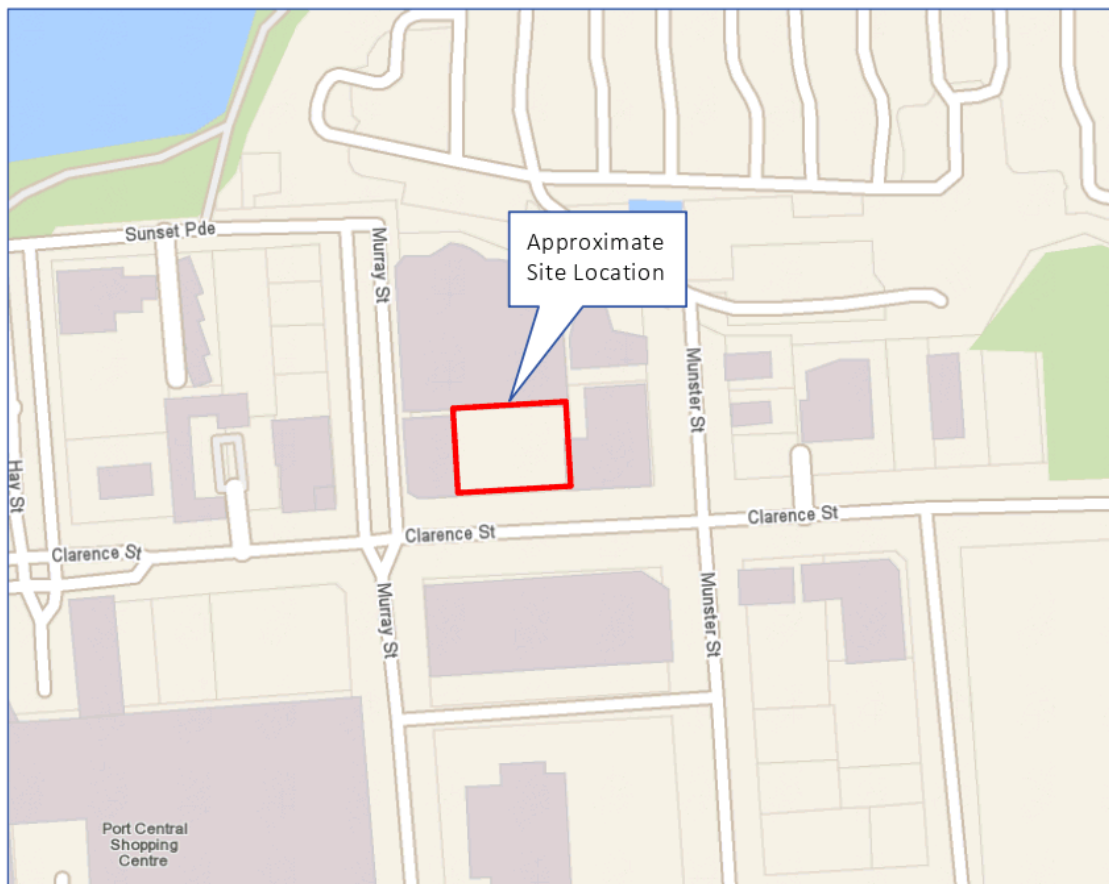 Sunset Pde
Murray St
Approximate
Site Location
Munster St
Hay St
Clarence St
Clarence St
Clarence St
Murray St
Munster St
Port Central
Shopping
Centre